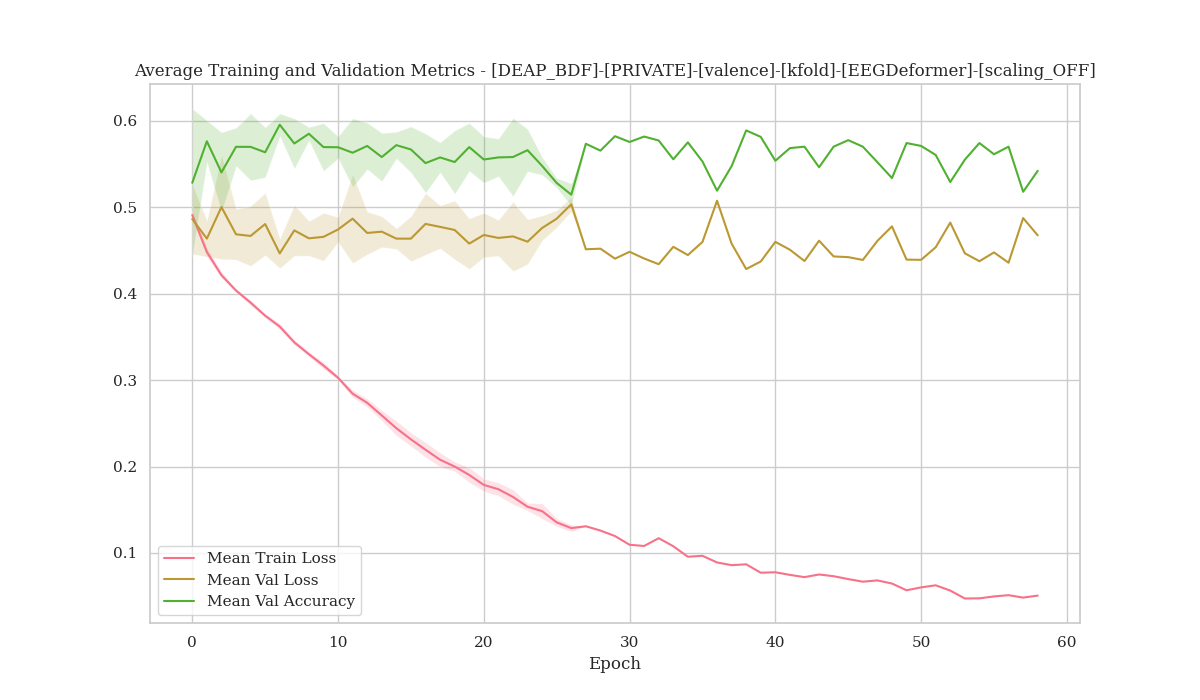 Average Training and Validation Metrics - [DEAP_BDF]-[PRIVATE]-[valence]-[kfold]-[EEGDeformer]-[scaling_OFF]
0.6
0.5
0.4
0.3
0.2
0.1
Mean Train Loss
Mean Val Loss
Mean Val Accuracy
0 10 20 30 40 50 60
Epoch